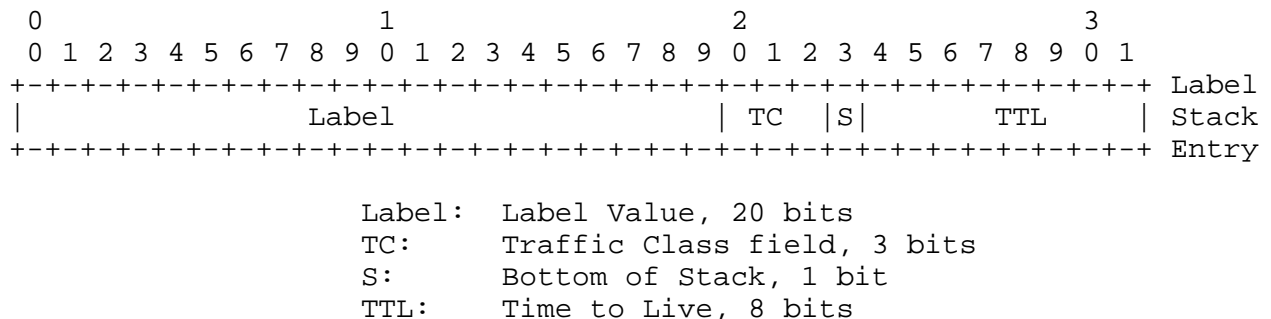 0                   1                   2                   3
 0 1 2 3 4 5 6 7 8 9 0 1 2 3 4 5 6 7 8 9 0 1 2 3 4 5 6 7 8 9 0 1
+-+-+-+-+-+-+-+-+-+-+-+-+-+-+-+-+-+-+-+-+-+-+-+-+-+-+-+-+-+-+-+-+ Label
|                Label                  | TC  |S|       TTL     | Stack
+-+-+-+-+-+-+-+-+-+-+-+-+-+-+-+-+-+-+-+-+-+-+-+-+-+-+-+-+-+-+-+-+ Entry

                    Label:  Label Value, 20 bits
                    TC:     Traffic Class field, 3 bits
                    S:      Bottom of Stack, 1 bit
                    TTL:    Time to Live, 8 bits